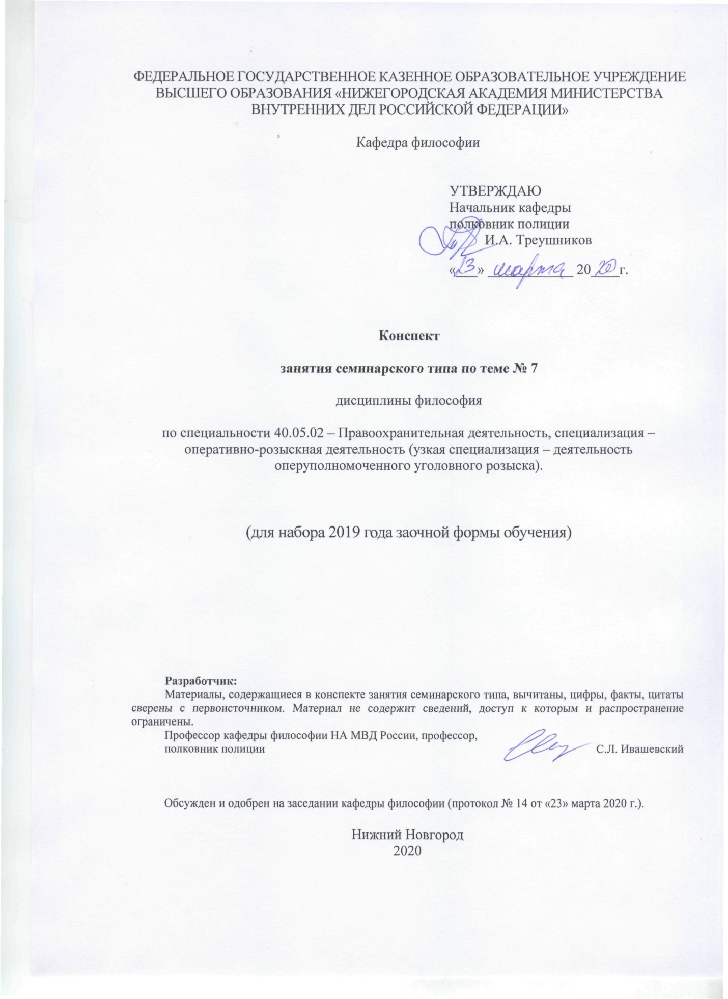 ФЕДЕРАЛЬНОЕ ГОСУДАРСТВЕННОЕ КАЗЕННОЕ ОБРАЗОВАТЕЛЬНОЕ УЧРЕЖДЕНИЕ
ВЫСШЕГО ОБРАЗОВАНИЯ «НИЖЕГОРОДСКАЯ АКАДЕМИЯ МИНИСТЕРСТВА
ВНУТРЕННИХ ДЕЛ РОССИЙСКОЙ ФЕДЕРАЦИИ»
Кафедра философии
УТВЕРЖДАЮ
Начальник кафедры
полковник полиции
И.А. Треушников
«23» марта 2020г.
Конспект
занятия семинарского типа по теме № 7
дисциплины философия
по специальности 40.05.02 – Правоохранительная деятельность, специализация –
оперативно-розыскная деятельность (узкая специализация – деятельность
оперуполномоченного уголовного розыска).
(для набора 2019 года заочной формы обучения)
Разработчик:
Материалы, содержащиеся в конспекте занятия семинарского типа, вычитаны, цифры, факты, цитаты
сверены с первоисточником. Материал не содержит сведений, доступ к которым и распространение
ограничены.
Профессор кафедры философии НА МВД России, профессор,
полковник полиции С.Л. Ивашевский
Обсужден и одобрен на заседании кафедры философии (протокол № 14 от «23» марта 2020 г.).
Нижний Новгород
2020